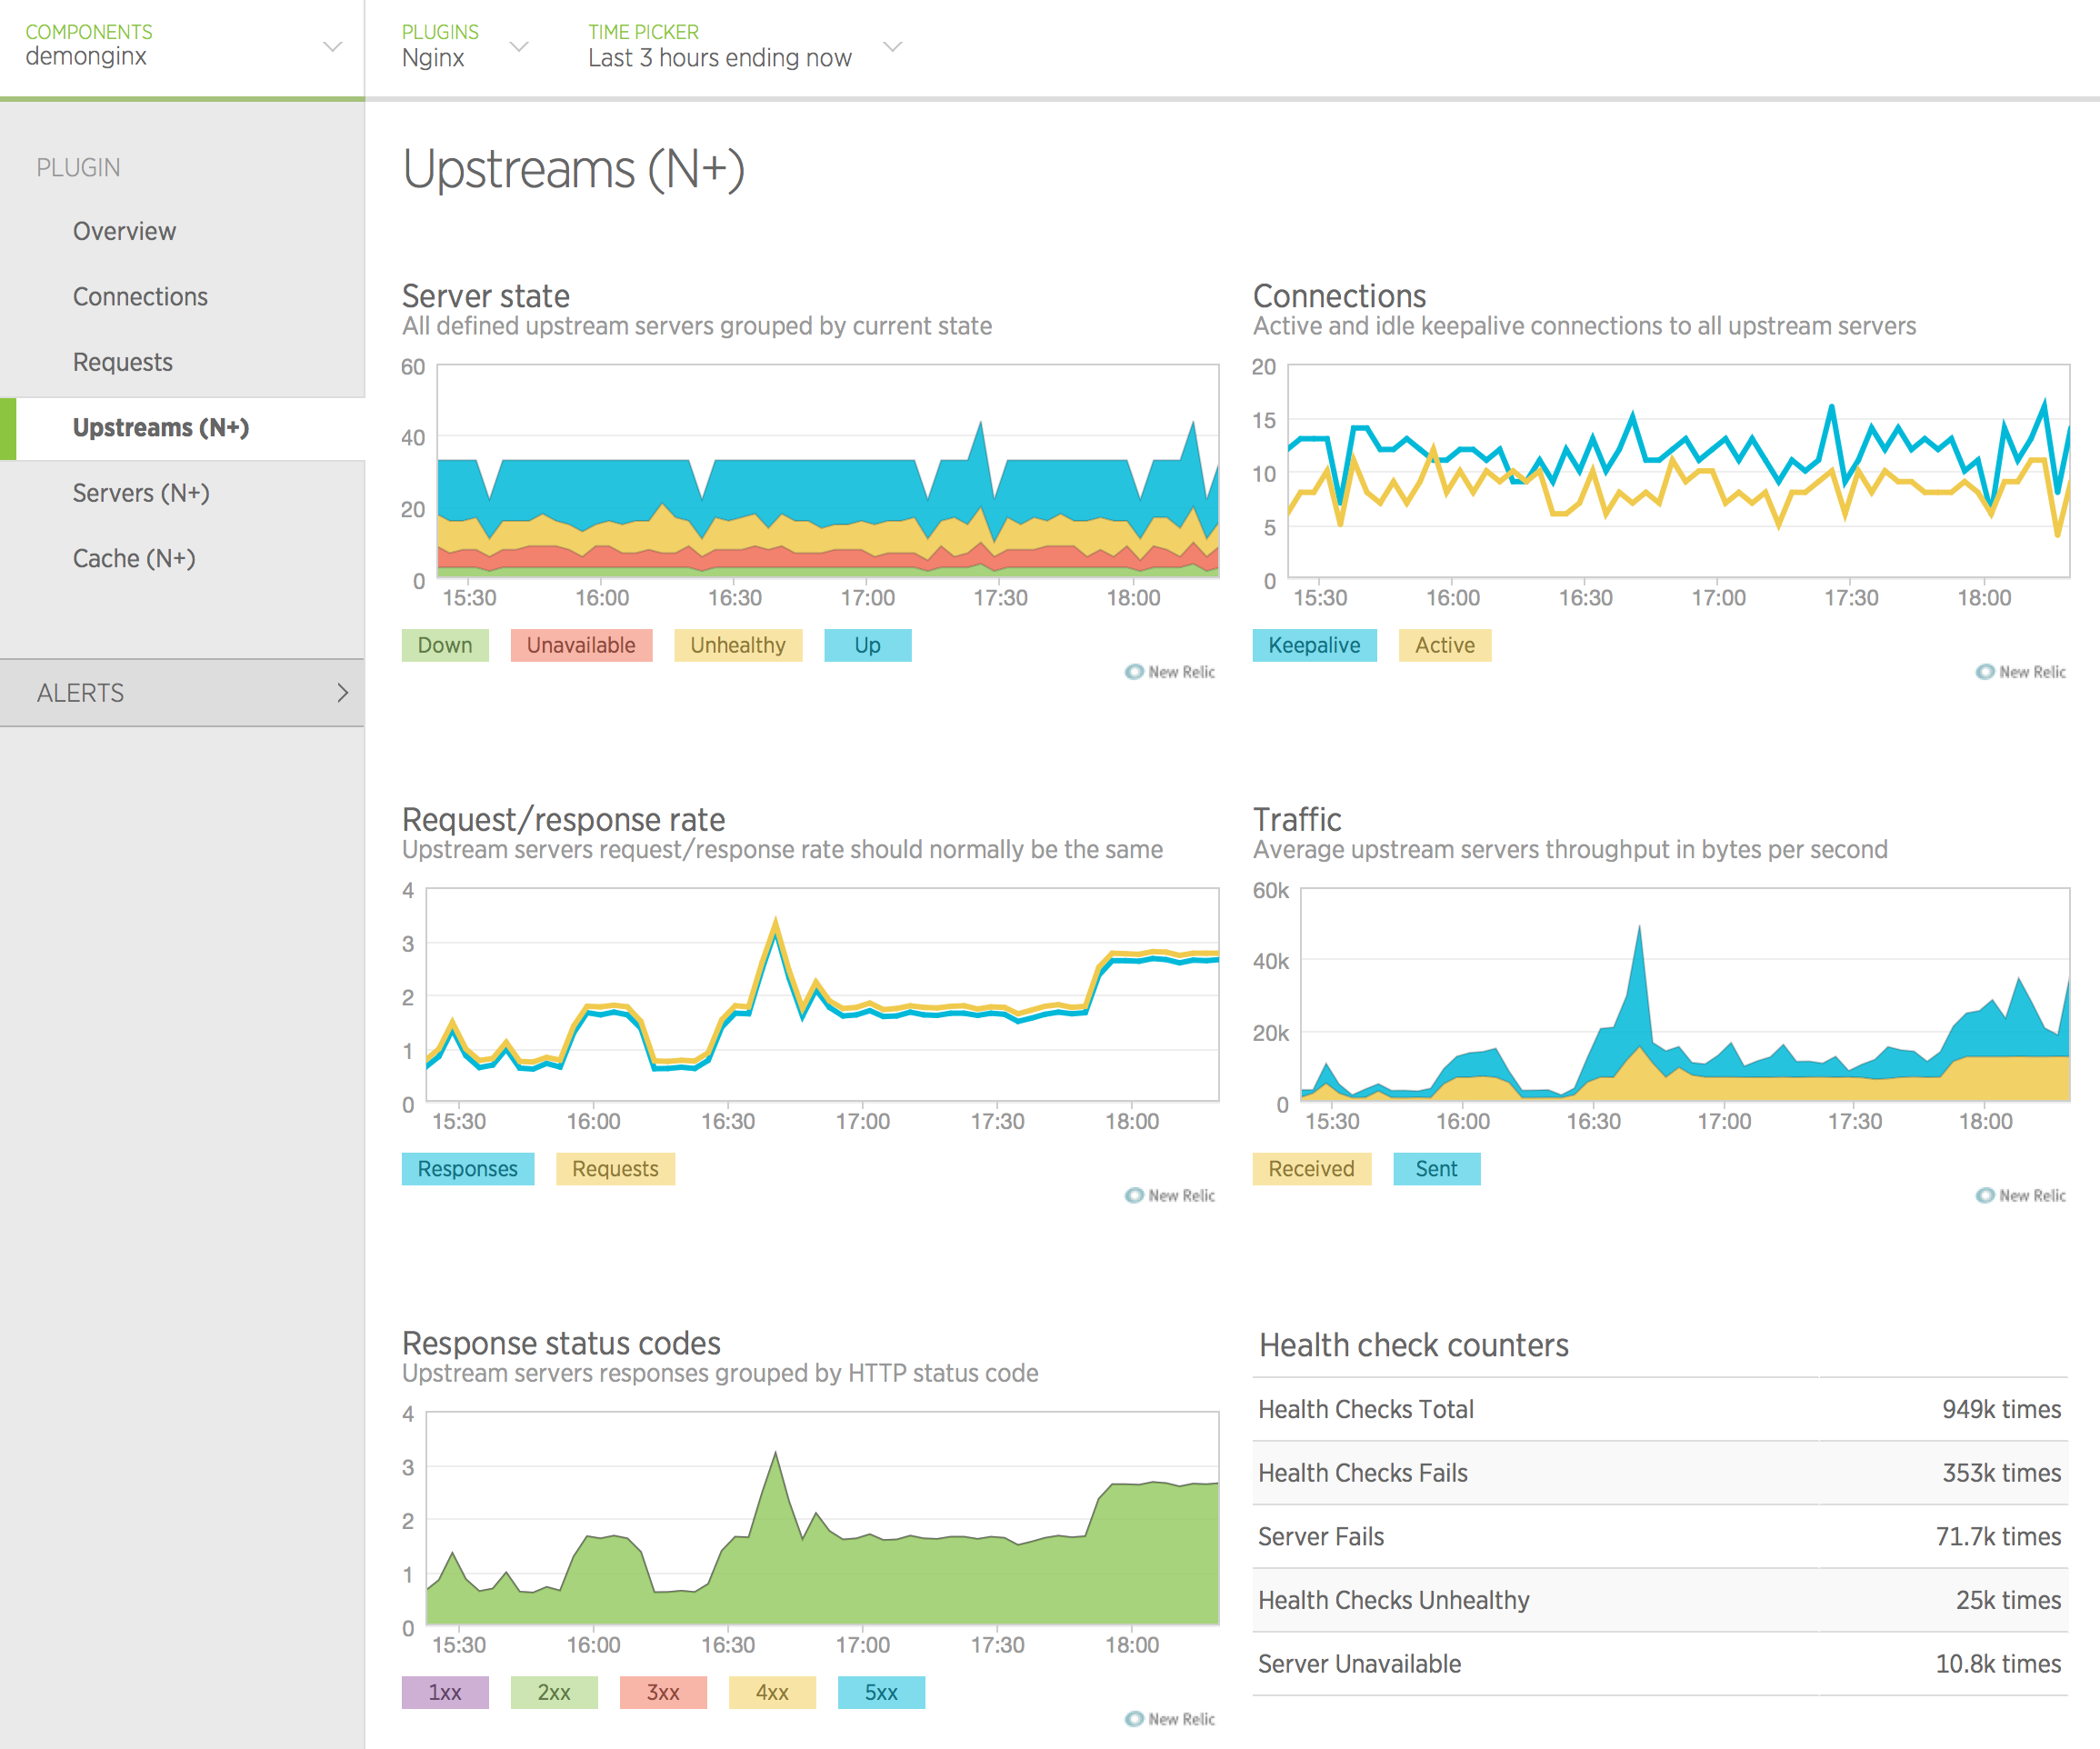 COMPONENTS
demonginx
PLUGINS
Nginx
TIME PICKER
Last 3 hours ending now
PLUGIN
Overview
Connections
Requests
Upstreams (N+)
Servers (N+)
Cache (N+)
ALERTS
Upstreams (N+)
Server state
All defined upstream servers grouped by current state
60
40
20
0
15:30 16:00 16:30 17:00 17:30 18:00
Down Unavailable Unhealthy Up
New Relic
Connections
Active and idle keepalive connections to all upstream servers
20
15
10
5
0
15:30 16:00 16:30 17:00 17:30 18:00
Keepalive Active
New Relic
Request/response rate
Upstream servers request/response rate should normally be the same
4
3
2
1
0
15:30 16:00 16:30 17:00 17:30 18:00
Responses Requests
New Relic
Traffic
Average upstream servers throughput in bytes per second
60k
40k
20k
0
15:30 16:00 16:30 17:00 17:30 18:00
Received Sent
New Relic
Response status codes
Upstream servers responses grouped by HTTP status code
4
3
2
1
0
15:30 16:00 16:30 17:00 17:30 18:00
1xx 2xx 3xx 4xx 5xx
New Relic
Health check counters
Health Checks Total 949k times
Health Checks Fails 353k times
Server Fails 71.7k times
Health Checks Unhealthy 25k times
Server Unavailable 10.8k times